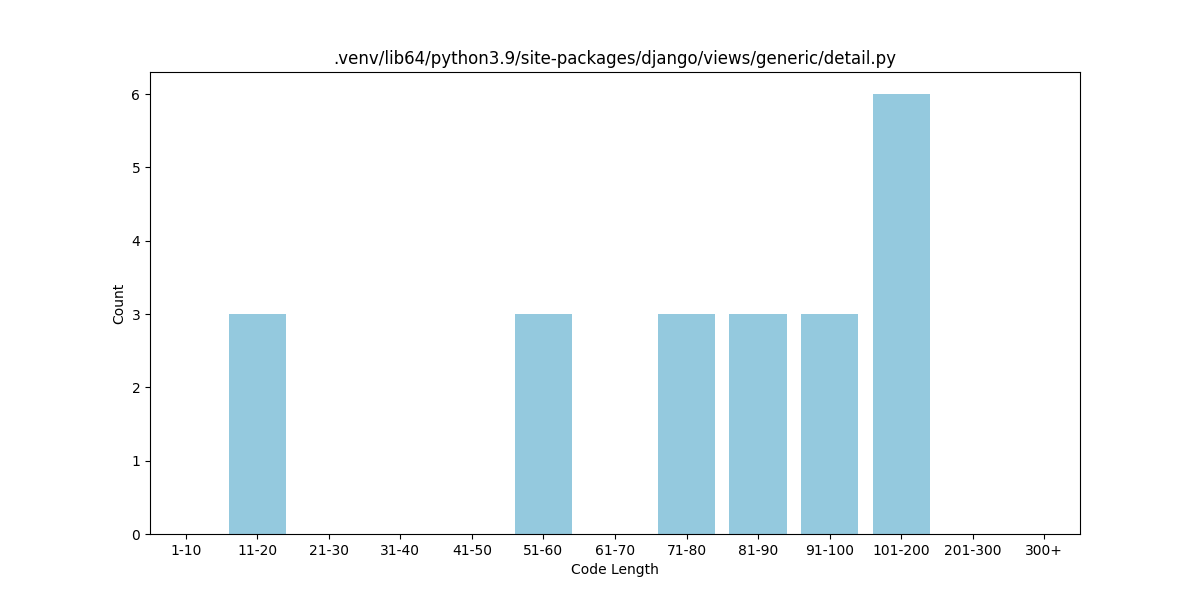 .venv/lib64/python3.9/site-packages/django/views/generic/detail.py
6
5
4
3
2
1
0
Count
1-10 11-20 21-30 31-40 41-50 51-60 61-70 71-80 81-90 91-100 101-200 201-300 300+
Code Length